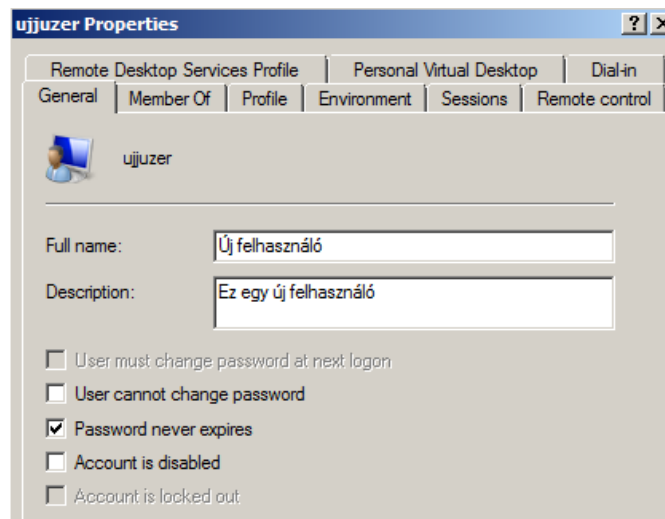 ujjuzer Properties
Remote Desktop Services Profile Personal Virtual Desktop Dial-in
General Member Of Profile Environment Sessions Remote control
ujjuzer
Full name: Új felhasználó
Description: Ez egy új felhasználó
User must change password at next logon
User cannot change password
Password never expires
Account is disabled
Account is locked out